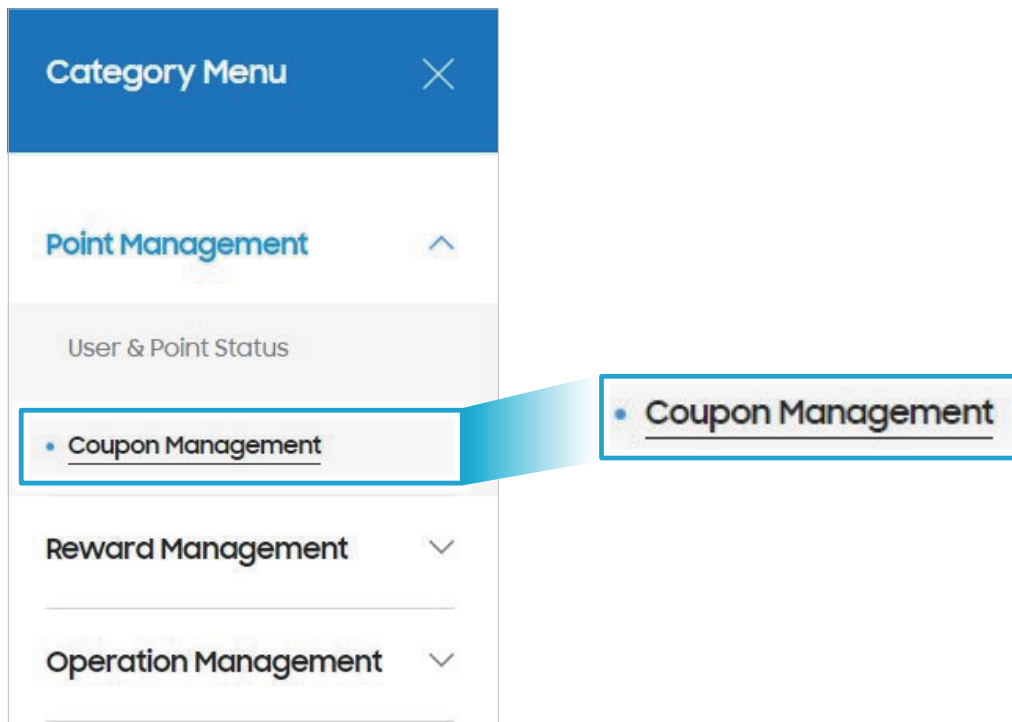 Category Menu
Point Management
User & Point Status
Coupon Management
Coupon Management
Reward Management
Operation Management